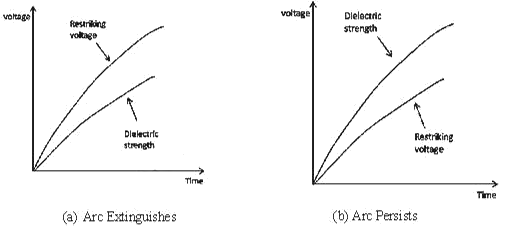 voltage
Restriking
voltage
Dielectric
strength
Time
(a) Arc Extinguishes
voltage
Dielectric
strength
Restriking
voltage
Time
(b) Arc Persists